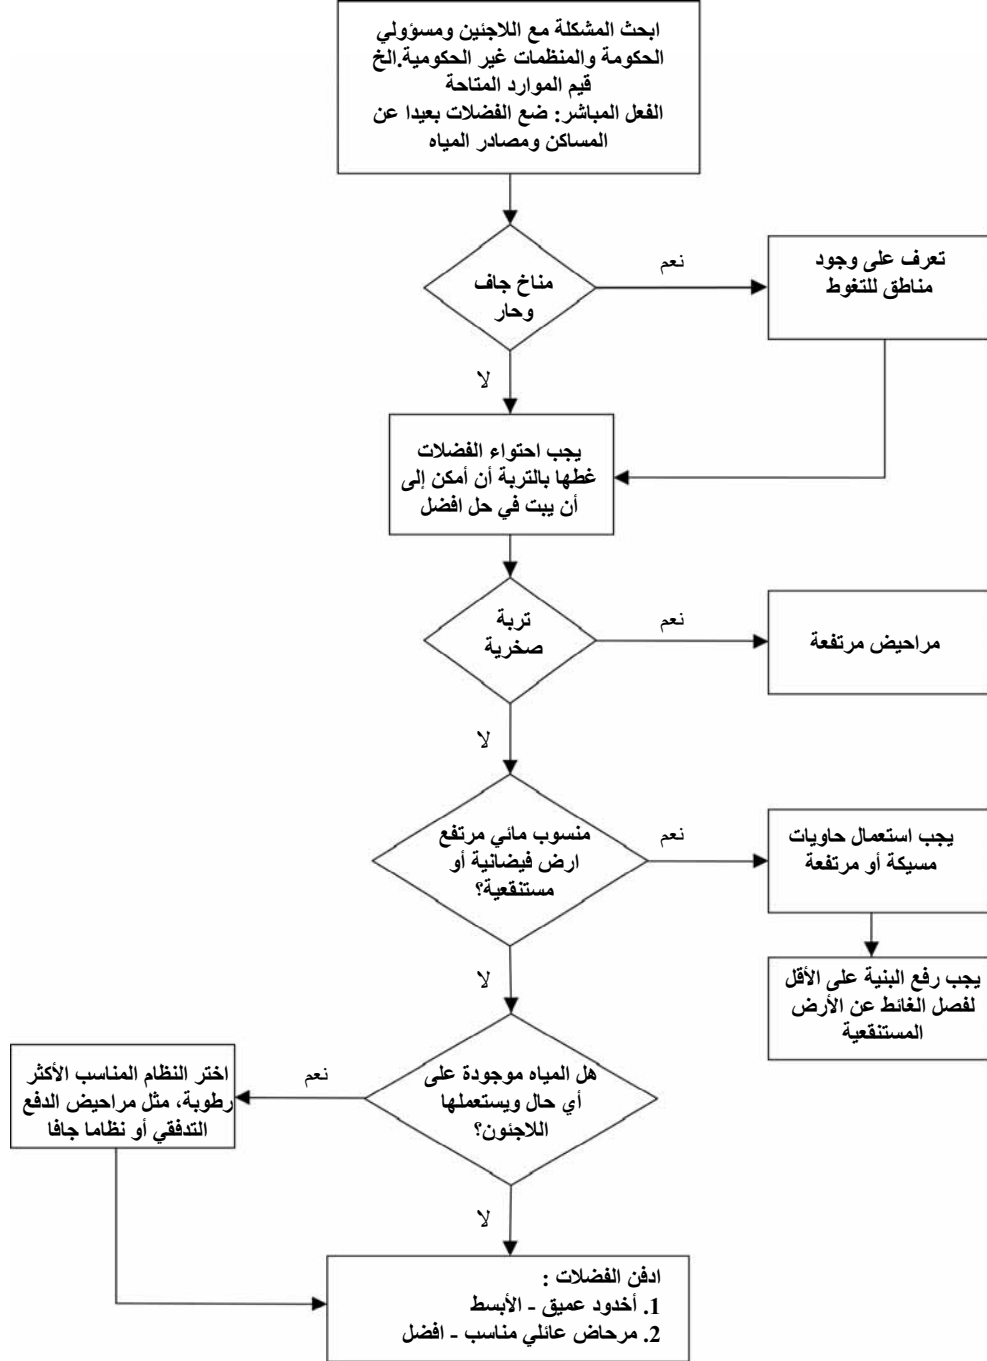 ابحث المشكلة مع اللاجئين ومسؤولي
الحكومة والمنظمات غير الحكومية.الخ
قيم الموارد المتاحة
الفعل المباشر: ضع الفضلات بعيدا عن
المساكن ومصادر المياه
مناخ جاف
وحار
نعم
تعرف على وجود
مناطق للتغوط
لا
يجب احتواء الفضلات
غطها بالتربة أن أمكن إلى
أن يبت في حل افضل
تربة
صخرية
نعم
مراحيض مرتفعة
لا
منسوب مائي مرتفع
ارض فيضانية أو
مستنقعية؟
نعم
يجب استعمال حاويات
مسيكة أو مرتفعة
يجب رفع البنية على الأقل
لفصل الغائط عن الأرض
المستنقعية
لا
هل المياه موجودة على
أي حال ويستعملها
اللاجئون؟
نعم
اختر النظام المناسب الأكثر
رطوبة، مثل مراحيض الدفع
التدفقي أو نظاما جافا
لا
ادفن الفضلات :
1. أخدود عميق - الأبسط
2. مرحاض عائلي مناسب - افضل